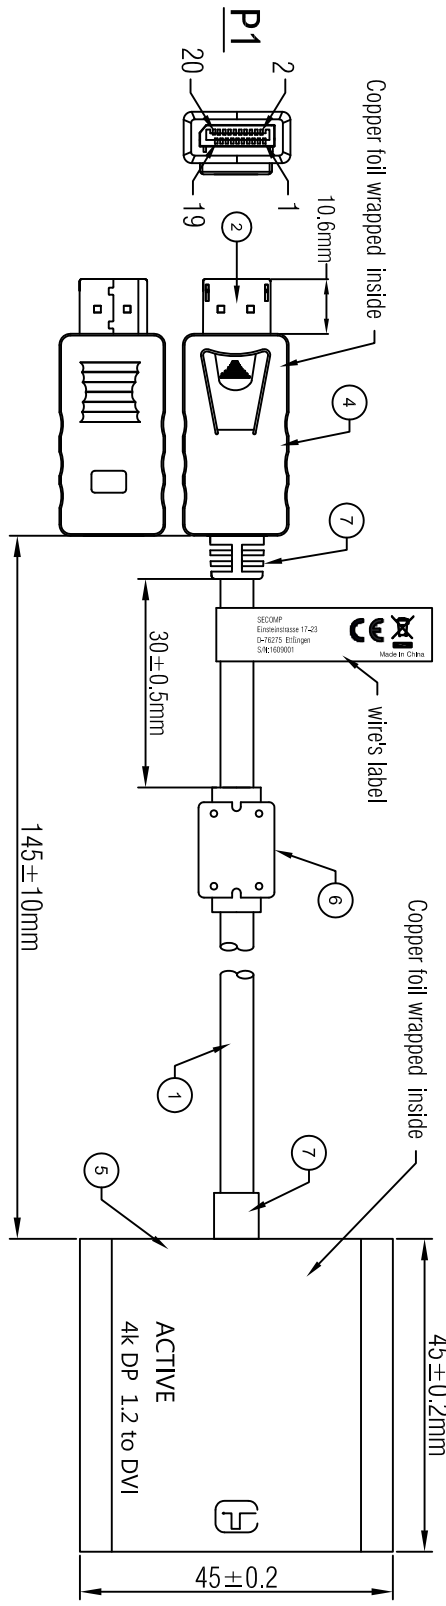 P1
20
2
19
1
Copper foil wrapped inside
10.6mm
2
4
7
SECOMP
Einsteinstrasse 17-23
D-76275 Ettlingen
S/N:1609001
CE
Made in China
wire's label
30±0.5mm
6
145±10mm
Copper foil wrapped inside
1
7
5
45±0.2mm
ACTIVE
4k DP 1.2 to DVI
45±0.2